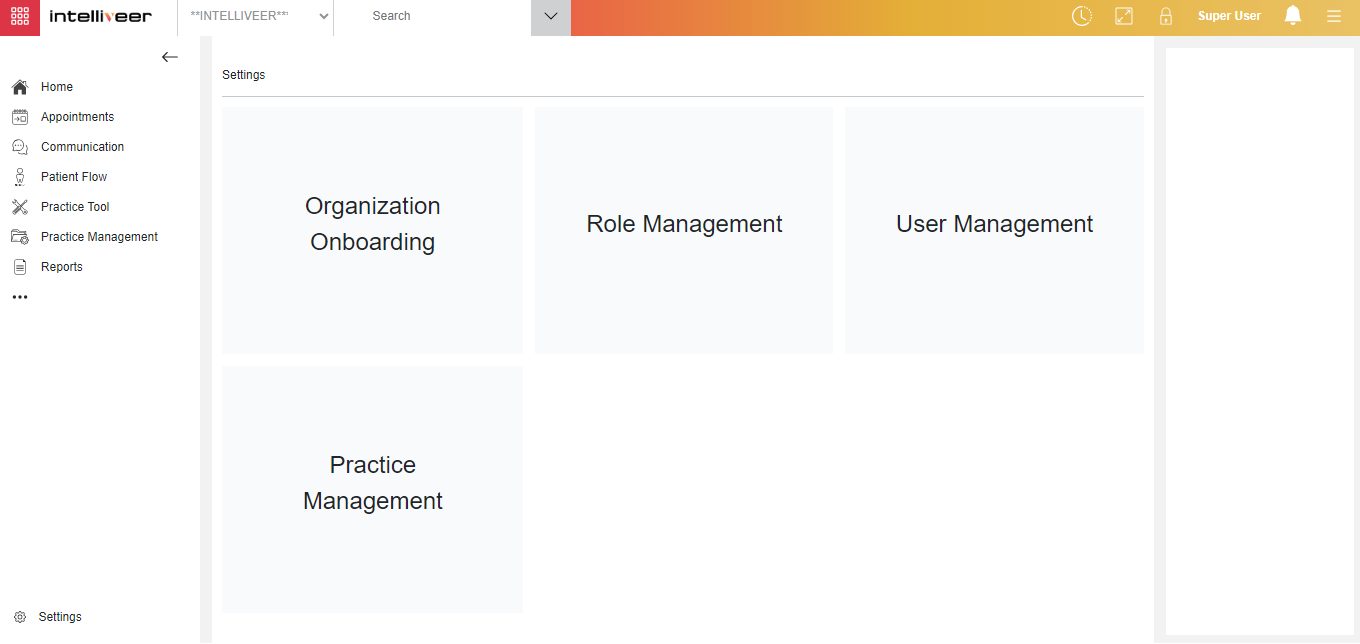 intelliveer
**INTELLIVEER**
Search
Super User
Home
Appointments
Communication
Patient Flow
Practice Tool
Practice Management
Reports
Settings
Settings
Organization
Onboarding
Role Management
User Management
Practice
Management